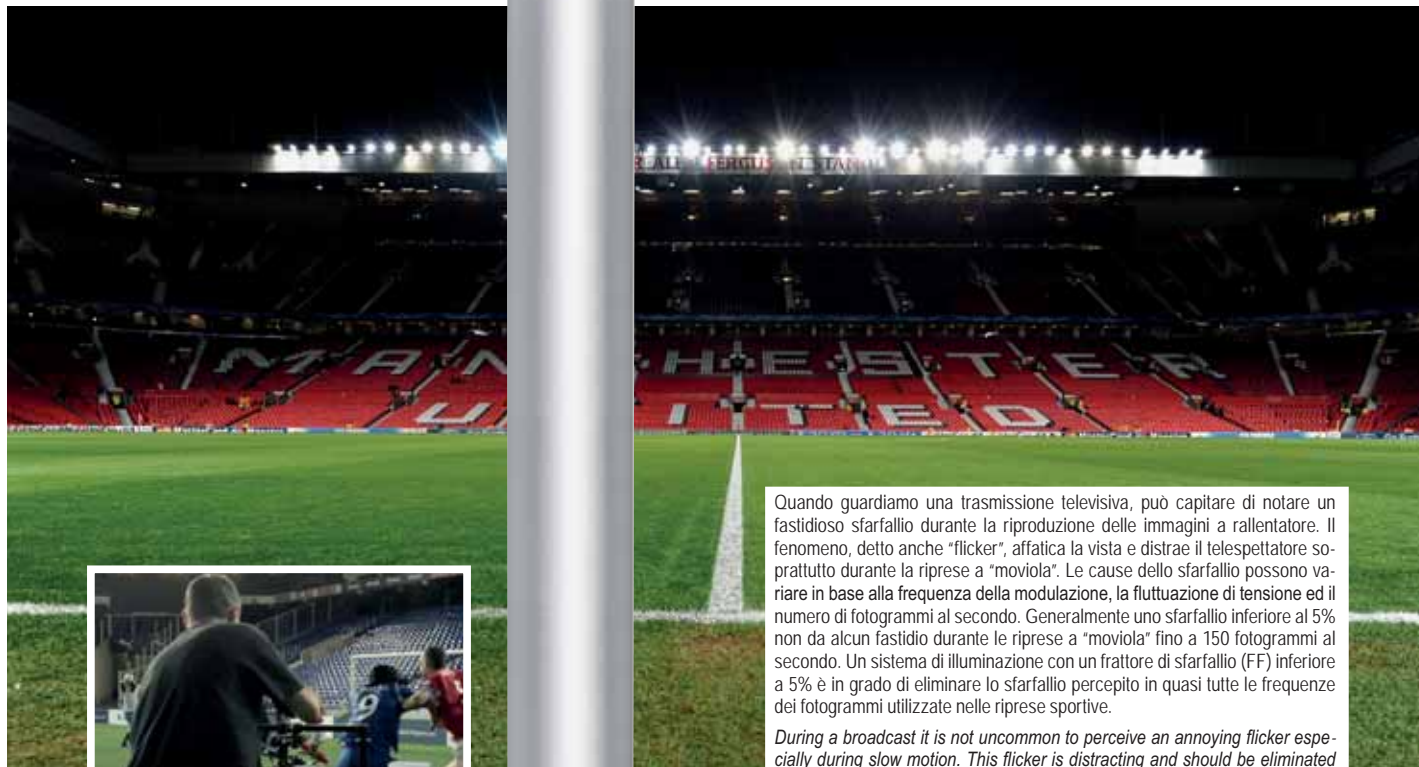 MAN HESTER
U ITED
9
Quando guardiamo una trasmissione televisiva, può capitare di notare un
fastidioso sfarfallio durante la riproduzione delle immagini a rallentatore. Il
fenomeno, detto anche “flicker”, affatica la vista e distrae il telespettatore so-
prattutto durante la riprese a “moviola”. Le cause dello sfarfallio possono va-
riare in base alla frequenza della modulazione, la fluttuazione di tensione ed il
numero di fotogrammi al secondo. Generalmente uno sfarfallio inferiore al 5%
non da alcun fastidio durante le riprese a “moviola” fino a 150 fotogrammi al
secondo. Un sistema di illuminazione con un frattore di sfarfallio (FF) inferiore
a 5% è in grado di eliminare lo sfarfallio percepito in quasi tutte le frequenze
dei fotogrammi utilizzate nelle riprese sportive.
During a broadcast it is not uncommon to perceive an annoying flicker espe-
cially during slow motion. This flicker is distracting and should be eliminated